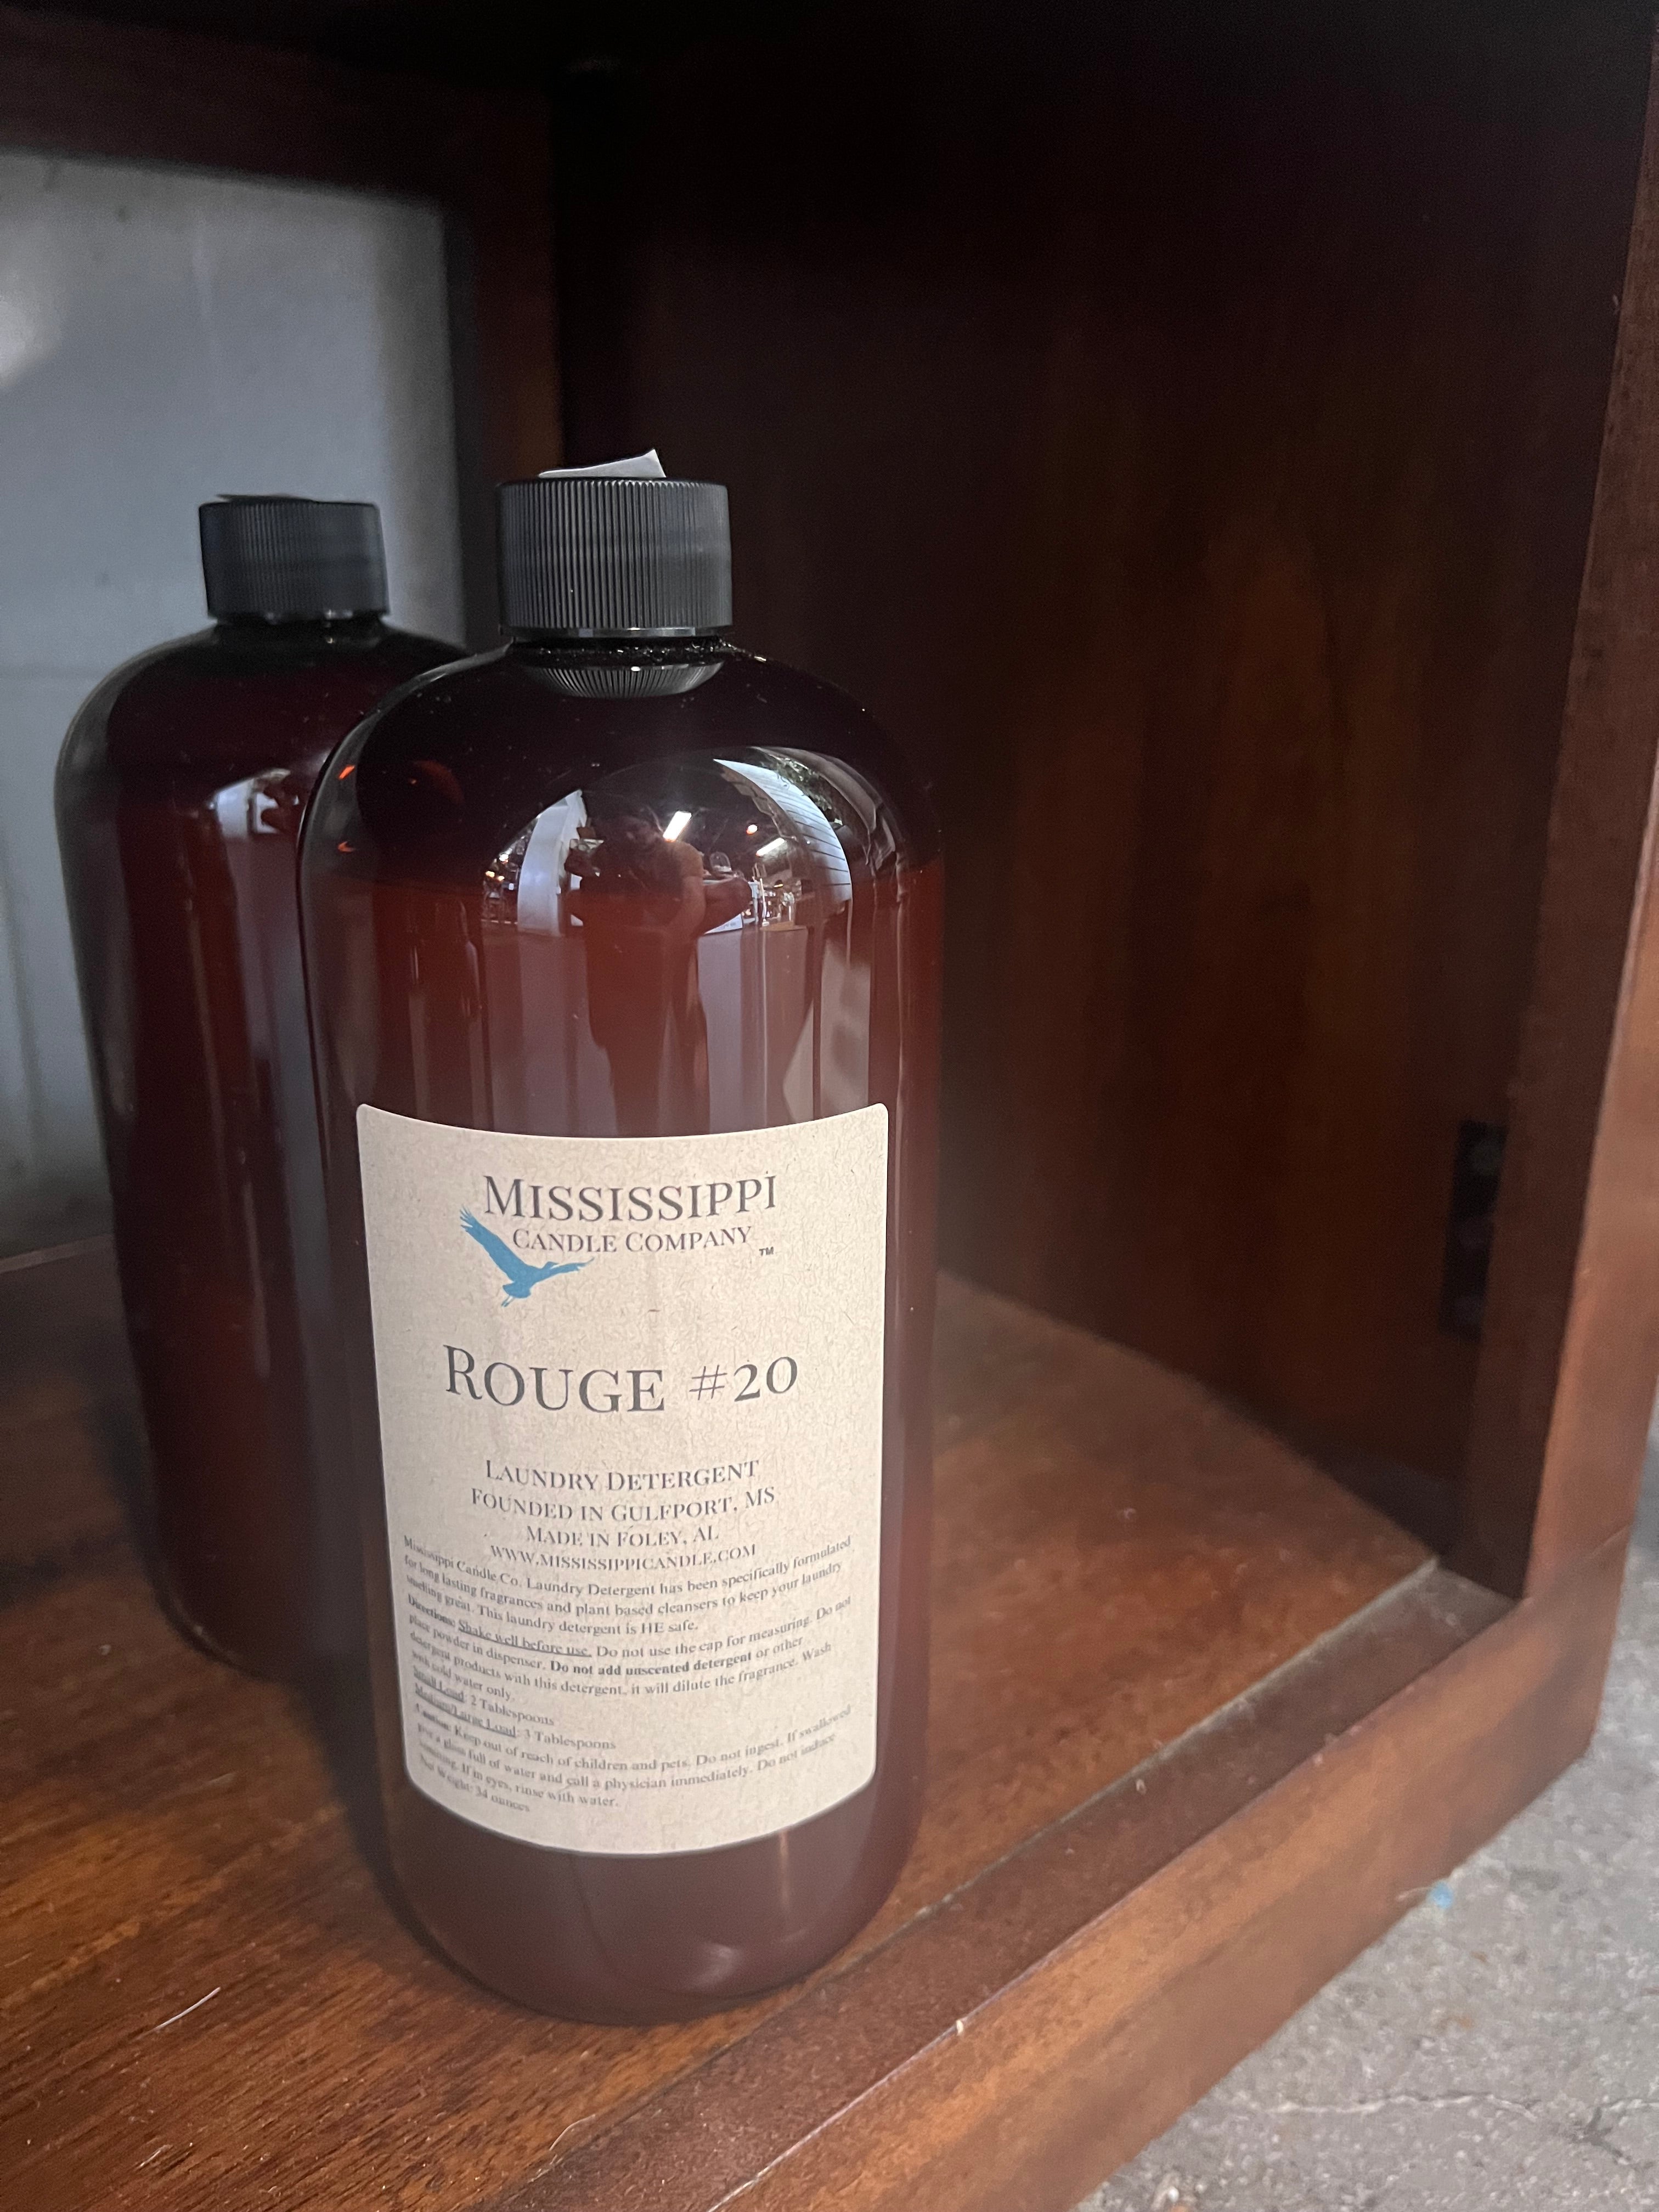 MISSISSIPPI
CANDLE COMPANY
TM
ROUGE #20
LAUNDRY DETERGENT
FOUNDED IN GULFPORT, MS
MADE IN FOLEY, AL
WWW.MISSISSIPPICANDLE.COM
Mississippi Candle Co. Laundry Detergent has been specifically formulated
for long lasting fragrances and plant based cleansers to keep your laundry
smelling great. This laundry detergent is HE safe.
Directions: Shake well before use. Do not use the cap for measuring. Do not
place powder in dispenser. Do not add unscented detergent or other
detergent products with this detergent, it will dilute the fragrance. Wash
with cold water only.
Small Load: 2 Tablespoons
Medium/Large Load: 3 Tablespoons
Caution: Keep out of reach of children and pets. Do not ingest. If swallowed
give a glass full of water and call a physician immediately. Do not induce
vomiting. If in eyes, rinse with water.
Net Weight: 34 ounces